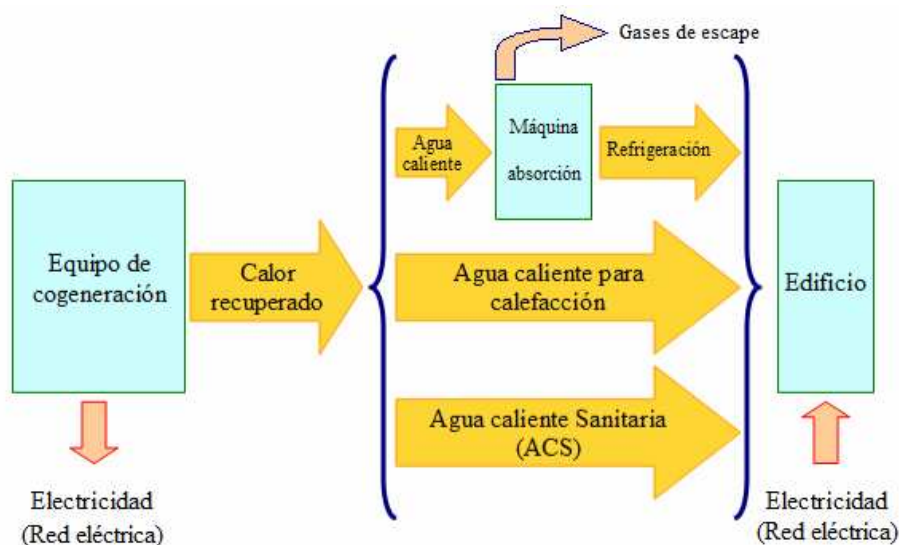 Gases de escape
Agua
caliente
Máquina
absorción
Refrigeración
Equipo de
cogeneración
Calor
recuperado
Agua caliente para
calefacción
Edificio
Agua caliente Sanitaria
(ACS)
Electricidad
(Red eléctrica)
Electricidad
(Red eléctrica)